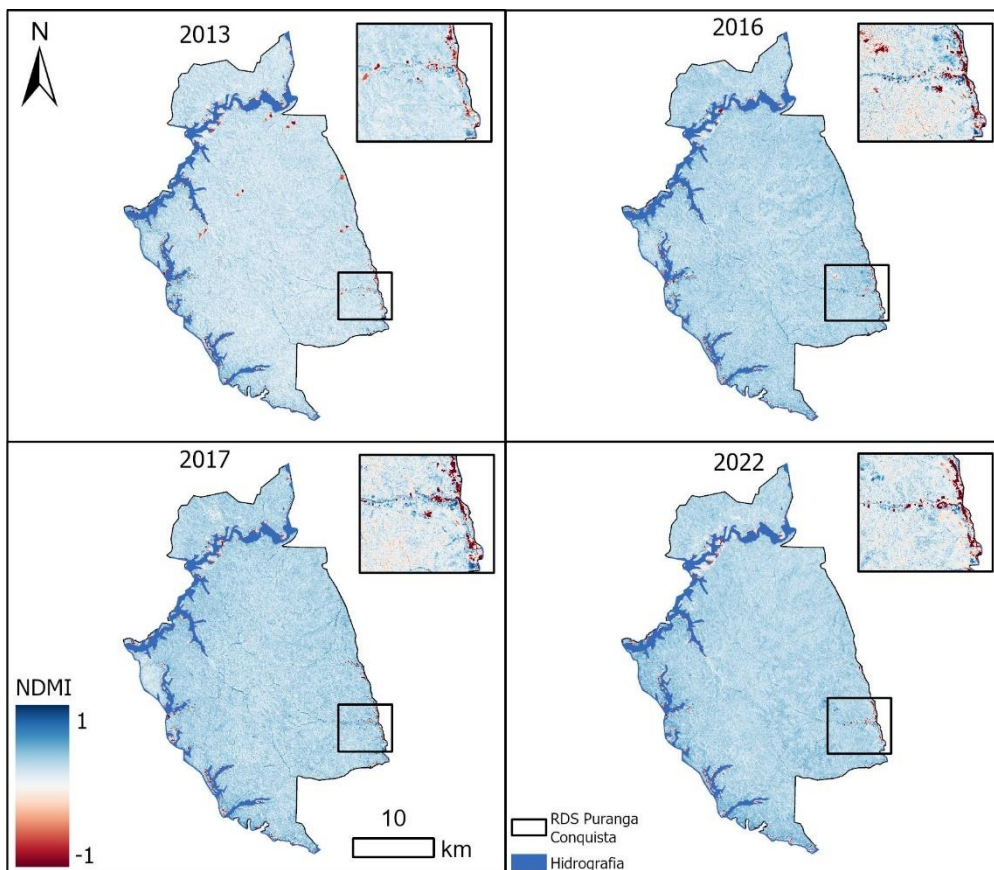 N
2013
2016
2017
2022
NDMI
1
-1
10
km
RDS Puranga
Conquista
Hidrografia